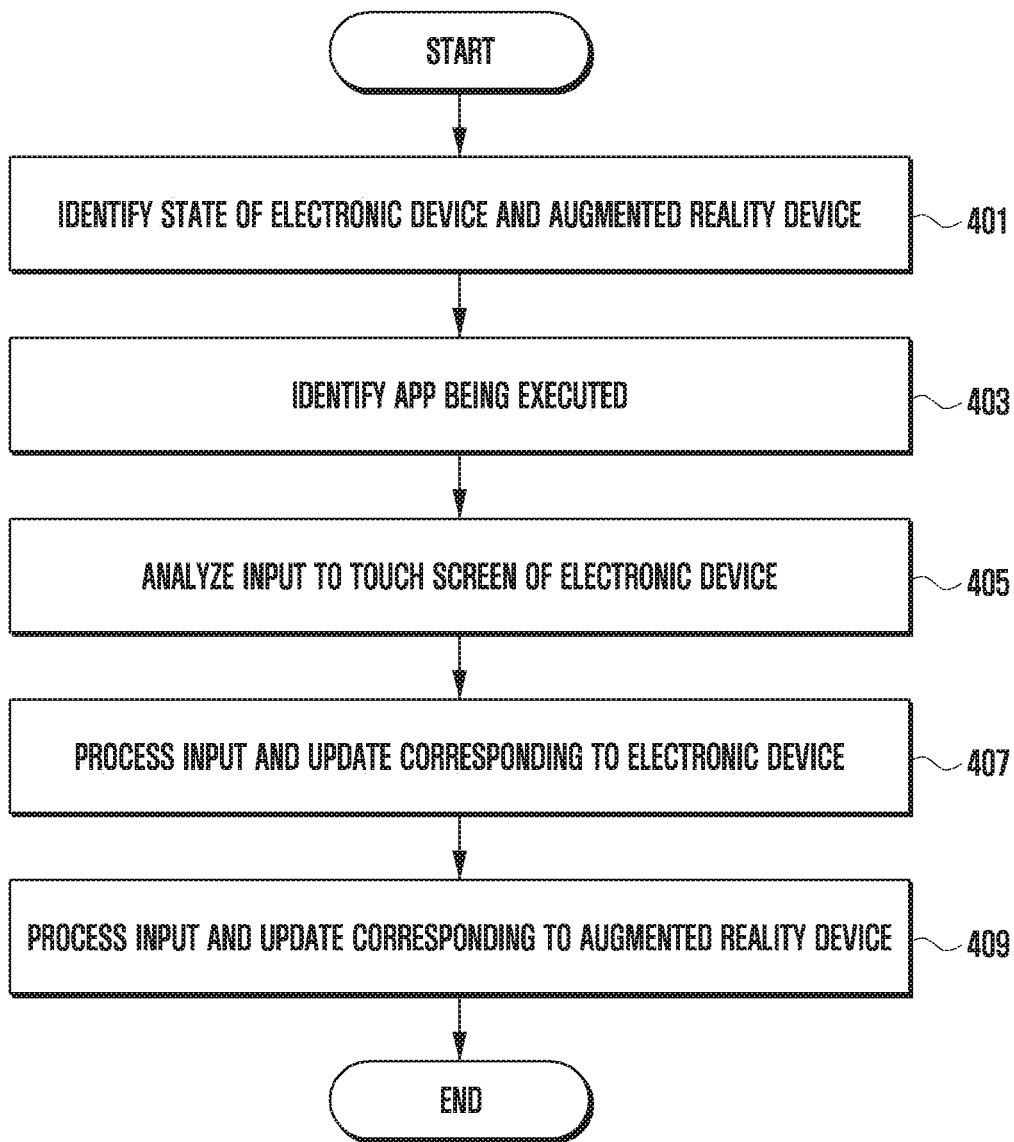 START
IDENTIFY STATE OF ELECTRONIC DEVICE AND AUGMENTED REALITY DEVICE
401
IDENTIFY APP BEING EXECUTED
403
ANALYZE INPUT TO TOUCH SCREEN OF ELECTRONIC DEVICE
405
PROCESS INPUT AND UPDATE CORRESPONDING TO ELECTRONIC DEVICE
407
PROCESS INPUT AND UPDATE CORRESPONDING TO AUGMENTED REALITY DEVICE
409
END